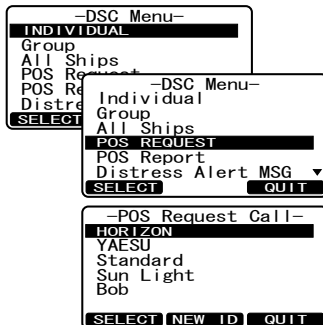 -DSC Menu-
INDIVIDUAL
Group
All Ships
POS Request
POS Re
Distre
SELECT
-DSC Menu-
Individual
Group
All Ships
POS REQUEST
POS Report
Distress Alert MSG ▼
SELECT QUIT
-POS Request Call-
HORIZON
YAESU
Standard
Sun Light
Bob
SELECT NEW ID QUIT